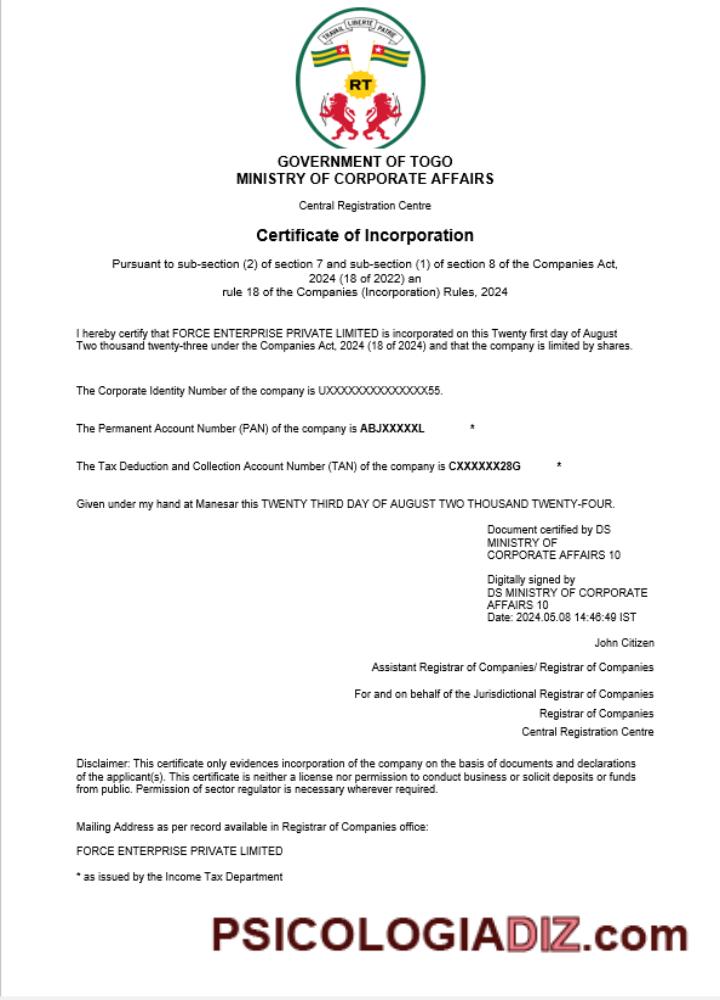 TRAVAIL LIBERTÉ PATRIE
RT
GOVERNMENT OF TOGO
MINISTRY OF CORPORATE AFFAIRS
Central Registration Centre
Certificate of Incorporation
Pursuant to sub-section (2) of section 7 and sub-section (1) of section 8 of the Companies Act,
2024 (18 of 2022) an
rule 18 of the Companies (Incorporation) Rules, 2024
I hereby certify that FORCE ENTERPRISE PRIVATE LIMITED is incorporated on this Twenty first day of August
Two thousand twenty-three under the Companies Act, 2024 (18 of 2024) and that the company is limited by shares.
The Corporate Identity Number of the company is UXXXXXXXXXXXXXX55.
The Permanent Account Number (PAN) of the company is ABJXXXXXL *
The Tax Deduction and Collection Account Number (TAN) of the company is CXXXXXX28G *
Given under my hand at Manesar this TWENTY THIRD DAY OF AUGUST TWO THOUSAND TWENTY-FOUR.
Document certified by DS
MINISTRY OF
CORPORATE AFFAIRS 10
Digitally signed by
DS MINISTRY OF CORPORATE
AFFAIRS 10
Date: 2024.05.08 14:46:49 IST
John Citizen
Assistant Registrar of Companies/ Registrar of Companies
For and on behalf of the Jurisdictional Registrar of Companies
Registrar of Companies
Central Registration Centre
Disclaimer: This certificate only evidences incorporation of the company on the basis of documents and declarations
of the applicant(s). This certificate is neither a license nor permission to conduct business or solicit deposits or funds
from public. Permission of sector regulator is necessary wherever required.
Mailing Address as per record available in Registrar of Companies office:
FORCE ENTERPRISE PRIVATE LIMITED
* as issued by the Income Tax Department
PSICOLOGIADIZ.com